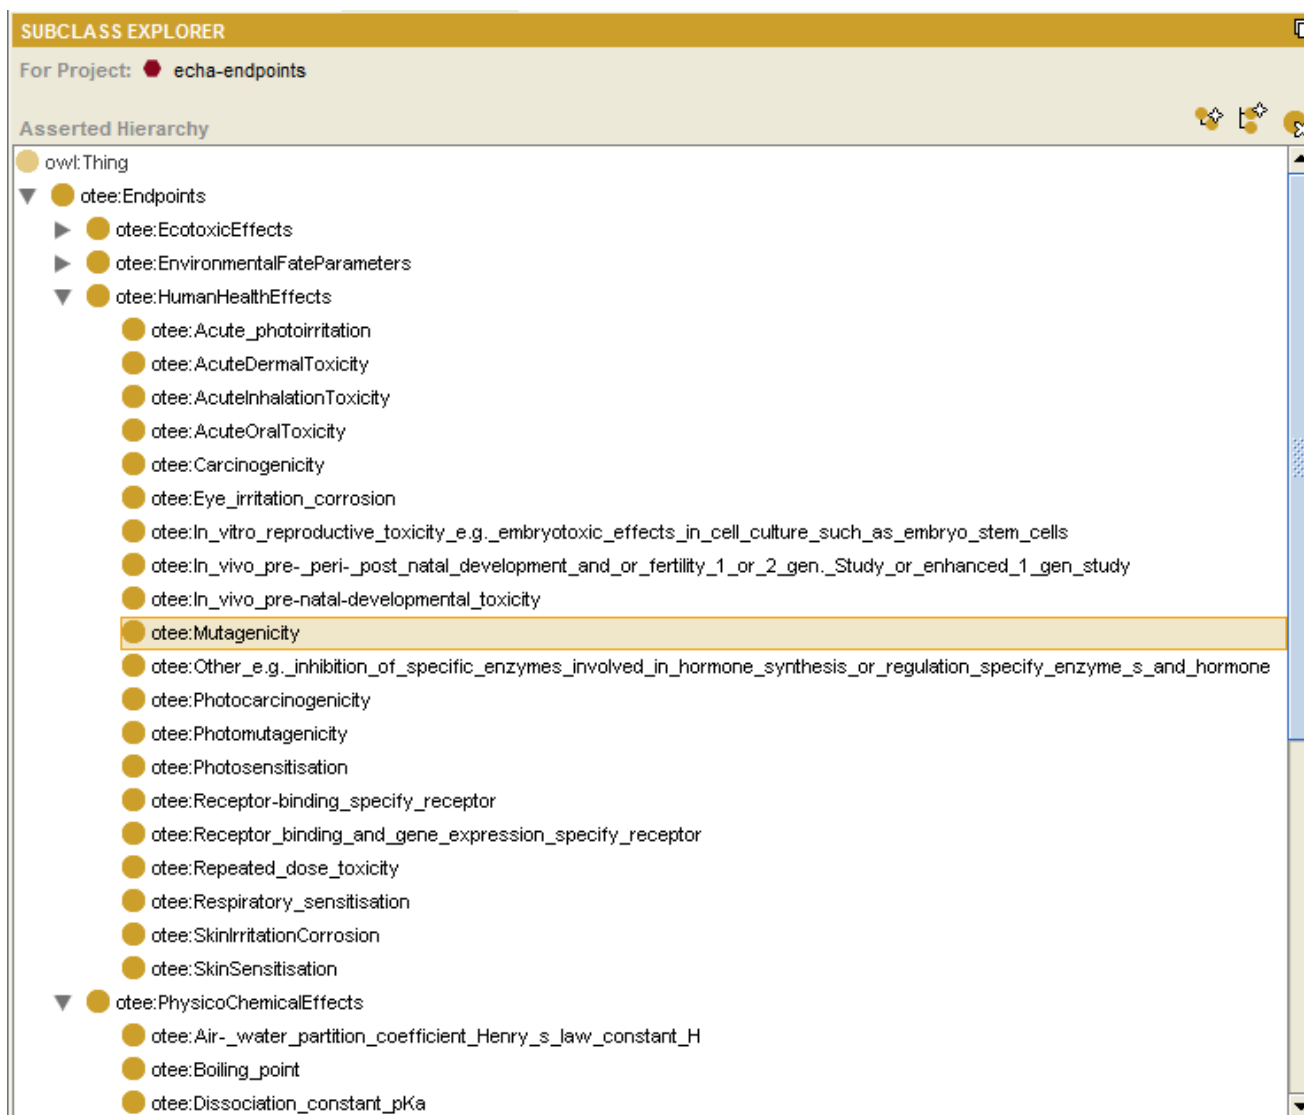 SUBCLASS EXPLORER
For Project: echa-endpoints
Asserted Hierarchy
owl:Thing
otee:Endpoints
otee:EcotoxicEffects
otee:EnvironmentalFateParameters
otee:HumanHealthEffects
otee:Acute_photoirritation
otee:AcuteDermalToxicity
otee:AcuteInhalationToxicity
otee:AcuteOralToxicity
otee:Carcinogenicity
otee:Eye_irritation_corrosion
otee:In_vitro_reproductive_toxicity_e.g._embryotoxic_effects_in_cell_culture_such_as_embryo_stem_cells
otee:In_vivo_pre-_peri-_post_natal_development_and_or_fertility_1_or_2_gen._Study_or_enhanced_1_gen_study
otee:In_vivo_pre-natal-developmental_toxicity
otee:Mutagenicity
otee:Other_e.g._inhibition_of_specific_enzymes_involved_in_hormone_synthesis_or_regulation_specify_enzyme_s_and_hormone
otee:Photocarcinogenicity
otee:Photomutagenicity
otee:Photosensitisation
otee:Receptor-binding_specify_receptor
otee:Receptor_binding_and_gene_expression_specify_receptor
otee:Repeated_dose_toxicity
otee:Respiratory_sensitisation
otee:SkinIrritationCorrosion
otee:SkinSensitisation
otee:PhysicoChemicalEffects
otee:Air-_water_partition_coefficient_Henry_s_law_constant_H
otee:Boiling_point
otee:Dissociation_constant_pKa